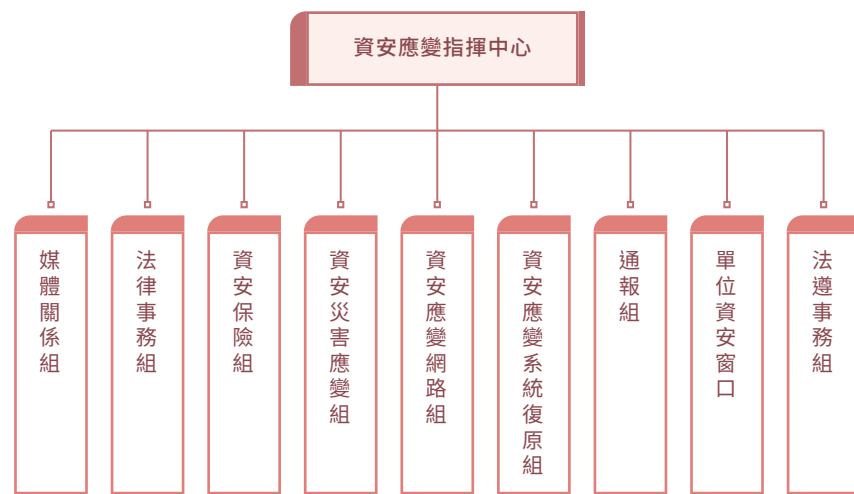 資安應變指揮中心
媒體關係組
法律事務組
資安保險組
資安災害應變組
資安應變網路組
資安應變系統復原組
通報組
單位資安窗口
法遵事務組